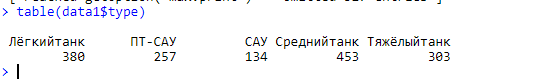 > table(data1$type)
Лёгкийтанк ПТ-САУ САУ Среднийтанк Тяжёлыйтанк
380 257 134 453 303
>